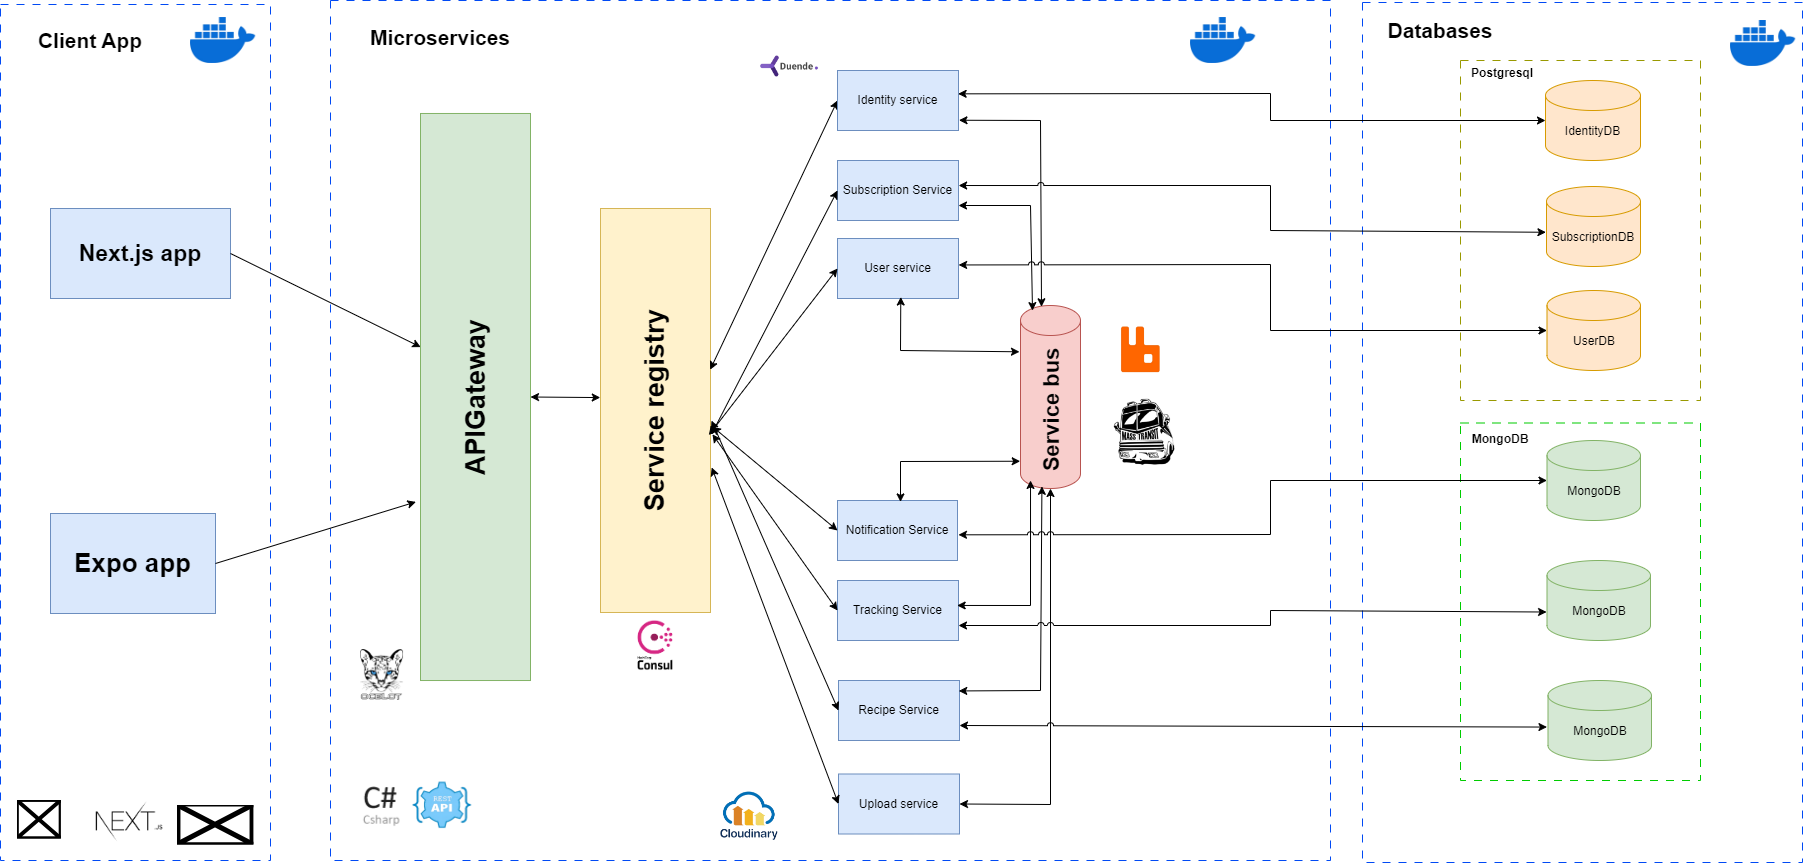 Client App
Next.js app
Expo app
NEXT.JS
Microservices
APIGateway
OCELOT
C#
Csharp
REST
API
Service registry
Consul
Duende.
Identity service
Subscription Service
User service
Service bus
MASS TRANSIT
Notification Service
Tracking Service
Recipe Service
Upload service
Cloudinary
Databases
Postgresql
IdentityDB
SubscriptionDB
UserDB
MongoDB
MongoDB
MongoDB
MongoDB